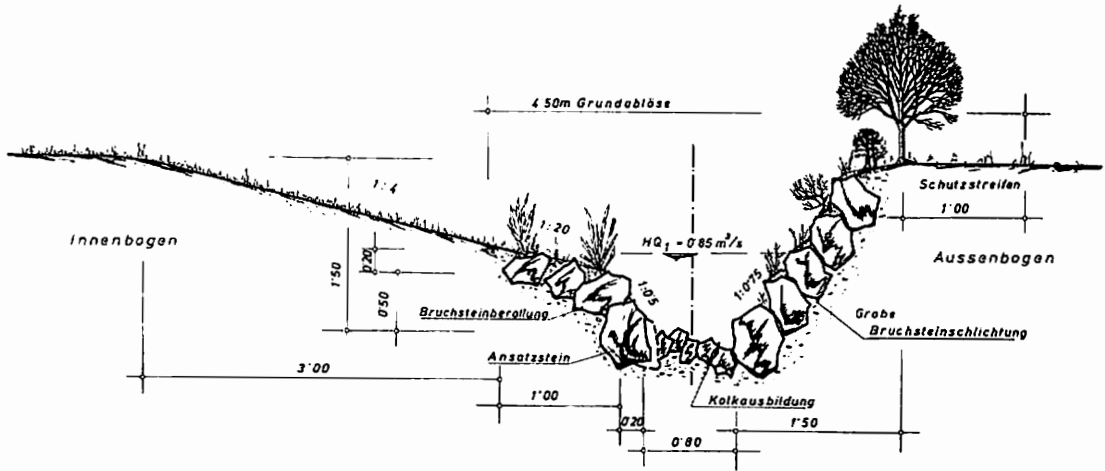 4 50m Grundablöse
1:4
Schutzstreifen
1'00
Innenbogen
1:20
HQ1 = 0'85 m³/s
Aussenbogen
1'50
0'20
0'50
1:0'5
1:0'75
Bruchsteinberollung
Grobe
Bruchsteinschlichtung
Ansatzstein
3'00
Kolkausbildung
1'00
0'20
0'80
1'50